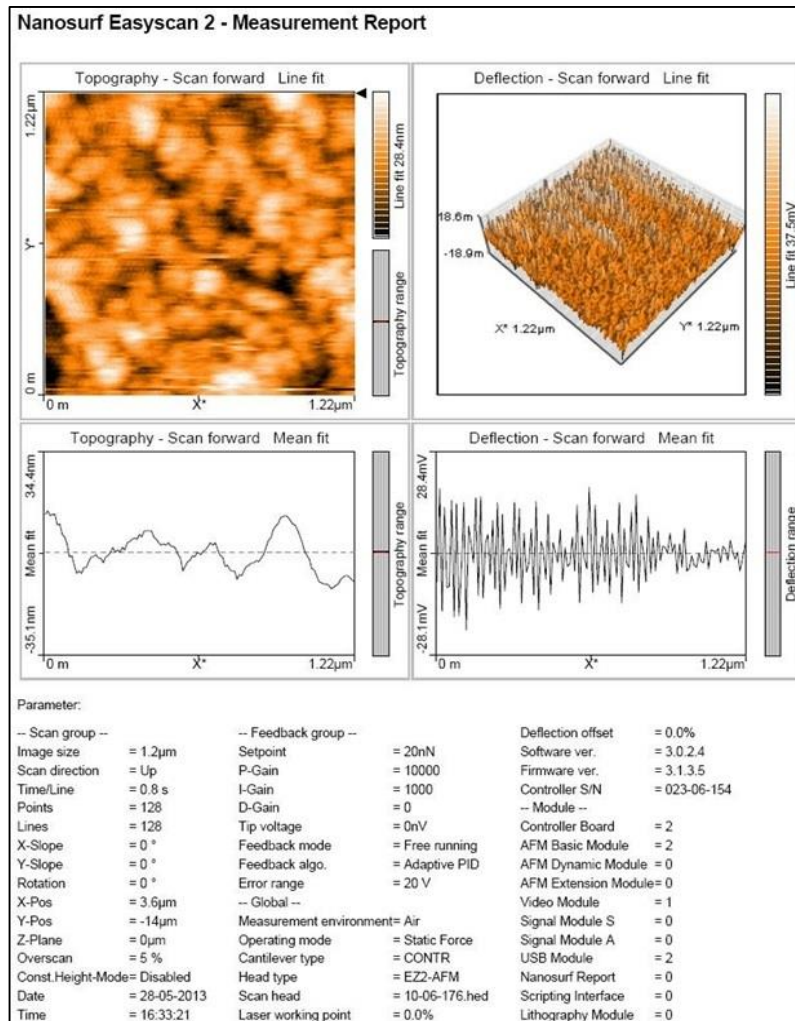 Nanosurf Easyscan 2 - Measurement Report
Topography - Scan forward Line fit
1.22µm
Y*
0 m
0 m
X*
1.22µm
Line fit 28.4nm
Topography range
Deflection - Scan forward Line fit
18.6m
-18.9m
X* 1.22µm
Y* 1.22µm
Line fit 37.5mV
Topography - Scan forward Mean fit
34.4nm
Mean fit
-35.1nm
0 m
X*
1.22µm
Topography range
Deflection - Scan forward Mean fit
28.4mV
Mean fit
-28.1mV
0 m
X*
1.22µm
Deflection range
Parameter:
-- Scan group --
Image size = 1.2µm
Scan direction = Up
Time/Line = 0.8 s
Points = 128
Lines = 128
X-Slope = 0 °
Y-Slope = 0 °
Rotation = 0 °
X-Pos = 3.6µm
Y-Pos = -14µm
Z-Plane = 0µm
Overscan = 5 %
Const.Height-Mode= Disabled
Date = 28-05-2013
Time = 16:33:21
-- Feedback group --
Setpoint = 20nN
P-Gain = 10000
I-Gain = 1000
D-Gain = 0
Tip voltage = 0nV
Feedback mode = Free running
Feedback algo. = Adaptive PID
Error range = 20 V
-- Global --
Measurement environment= Air
Operating mode = Static Force
Cantilever type = CONTR
Head type = EZ2-AFM
Scan head = 10-06-176.hed
Laser working point = 0.0%
Deflection offset = 0.0%
Software ver. = 3.0.2.4
Firmware ver. = 3.1.3.5
Controller S/N = 023-06-154
-- Module --
Controller Board = 2
AFM Basic Module = 2
AFM Dynamic Module = 0
AFM Extension Module= 0
Video Module = 1
Signal Module S = 0
Signal Module A = 0
USB Module = 2
Nanosurf Report = 0
Scripting Interface = 0
Lithography Module = 0